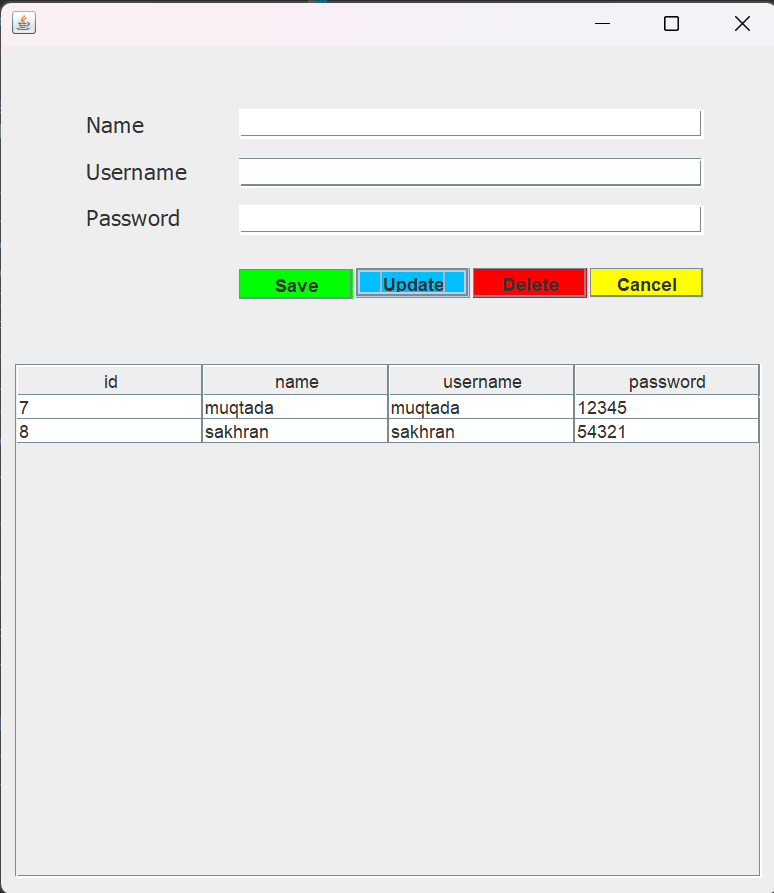 Name
Username
Password
Save Update Delete Cancel
id name username password
7 muqtada muqtada 12345
8 sakhran sakhran 54321